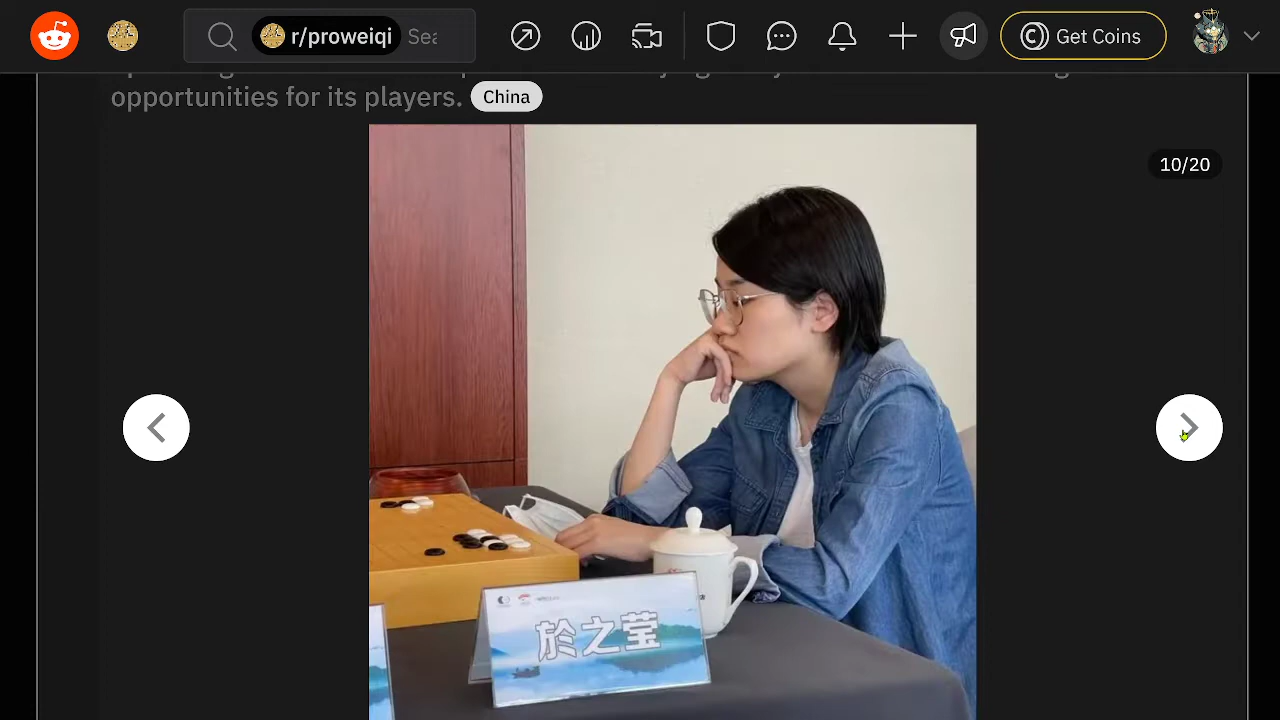 r/proweiqi
Sea
Get Coins
opportunities for its players.
China
10/20
於之莹